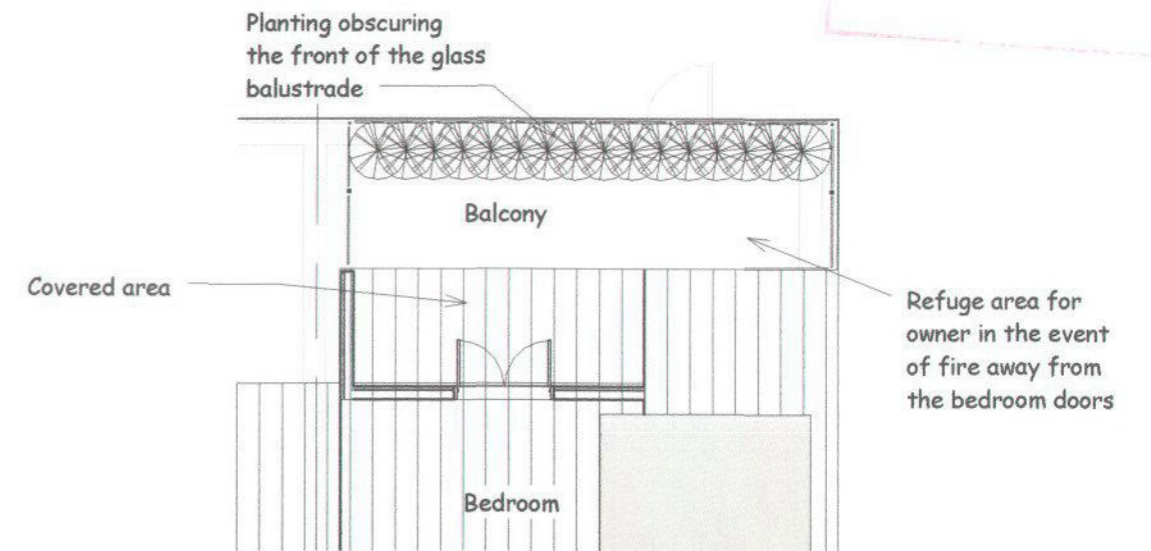 Planting obscuring
the front of the glass
balustrade
Balcony
Covered area
Refuge area for
owner in the event
of fire away from
the bedroom doors
Bedroom